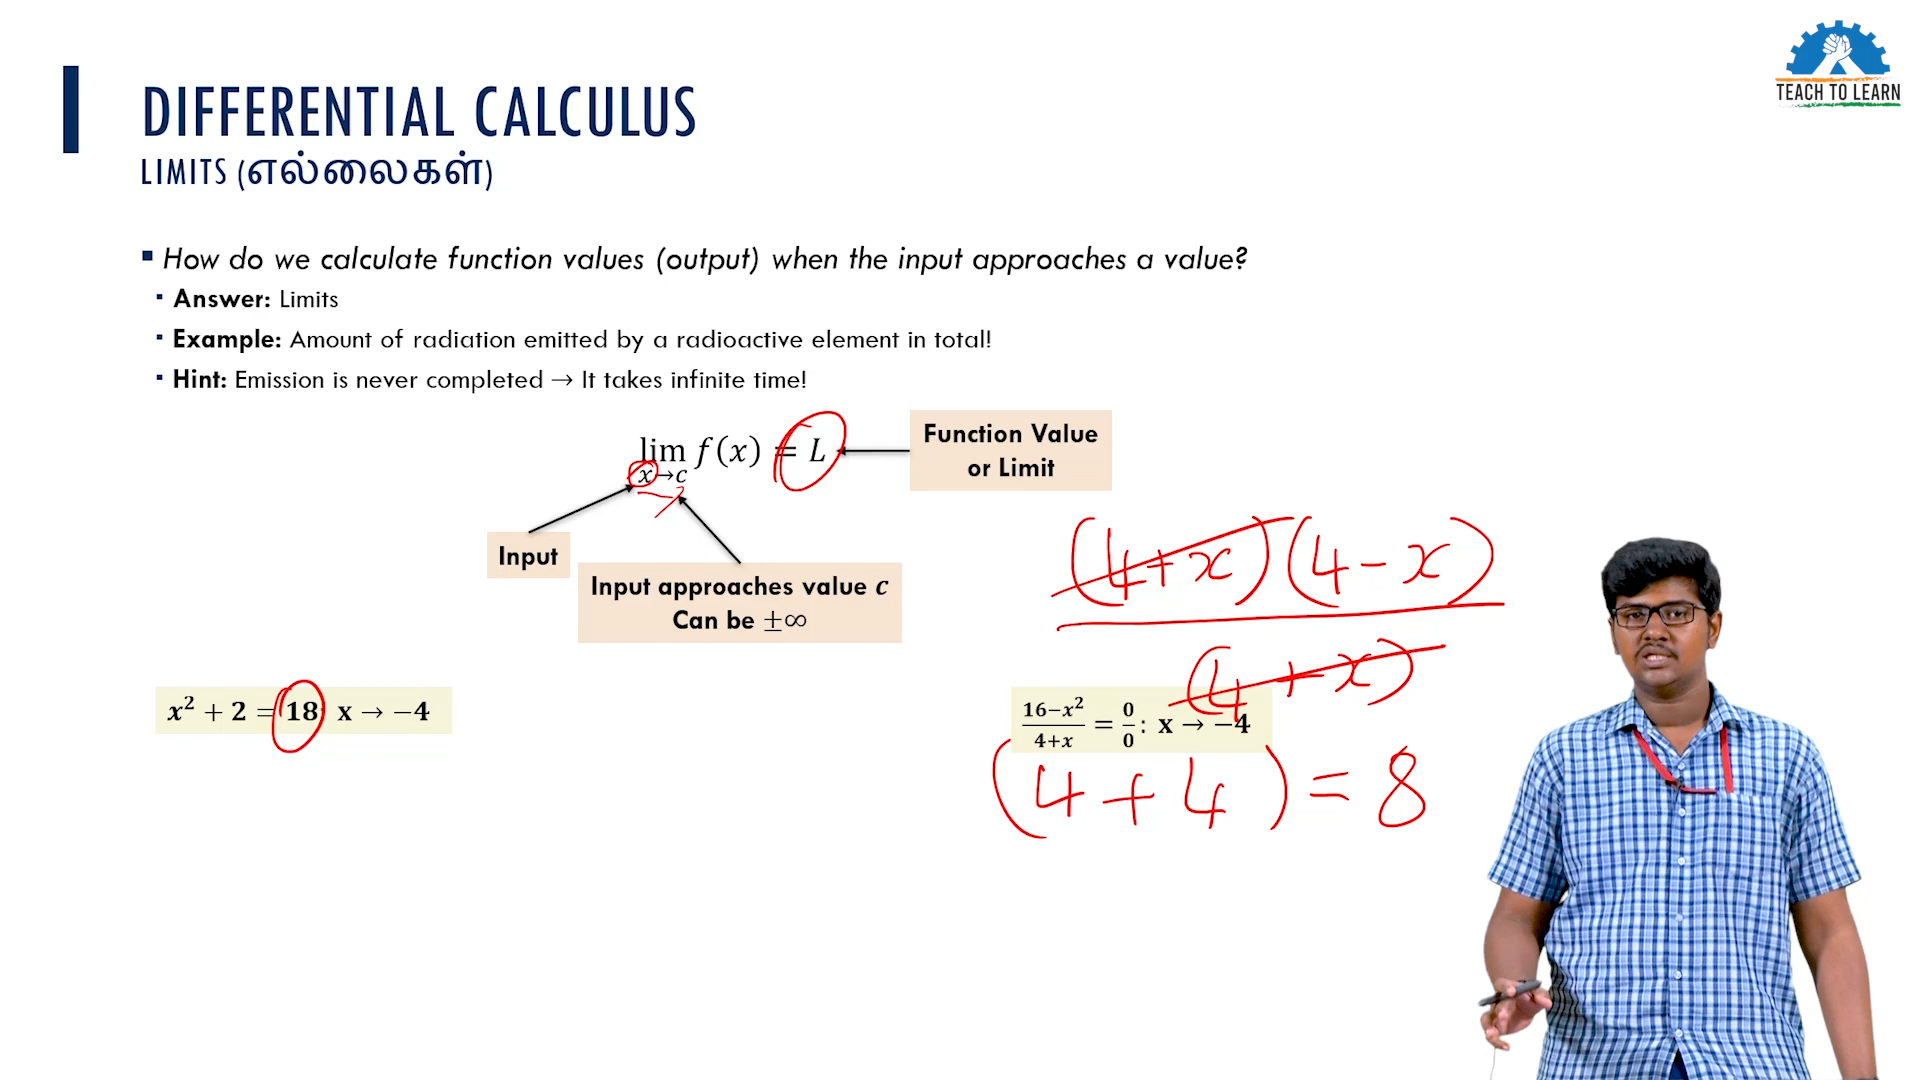 TEACH TO LEARN
DIFFERENTIAL CALCULUS
LIMITS (எல்லைகள்)
▪ How do we calculate function values (output) when the input approaches a value?
▪ Answer: Limits
▪ Example: Amount of radiation emitted by a radioactive element in total!
▪ Hint: Emission is never completed → It takes infinite time!
lim f(x) = L
x→c
Function Value
or Limit
Input
Input approaches value c
Can be ±∞
(4+x)(4-x)
(4+x)
x² + 2 = 18 x → −4
16−x²/4+x = 0/0 : x → −4
(4+4) = 8